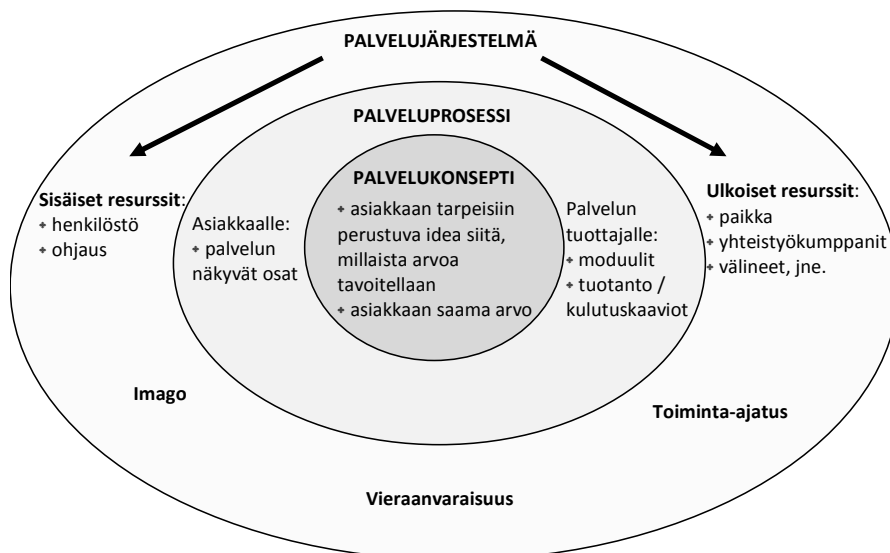 PALVELUJÄRJESTELMÄ
PALVELUPROSESSI
PALVELUKONSEPTI
+ asiakkaan tarpeisiin
perustuva idea siitä,
millaista arvoa
tavoitellaan
+ asiakkaan saama arvo
Sisäiset resurssit:
+ henkilöstö
+ ohjaus
Asiakkaalle:
+ palvelun
näkyvät osat
Palvelun
tuottajalle:
+ moduulit
+ tuotanto /
kulutuskaaviot
Ulkoiset resurssit:
+ paikka
+ yhteistyökumppanit
+ välineet, jne.
Imago
Toiminta-ajatus
Vieraanvaraisuus